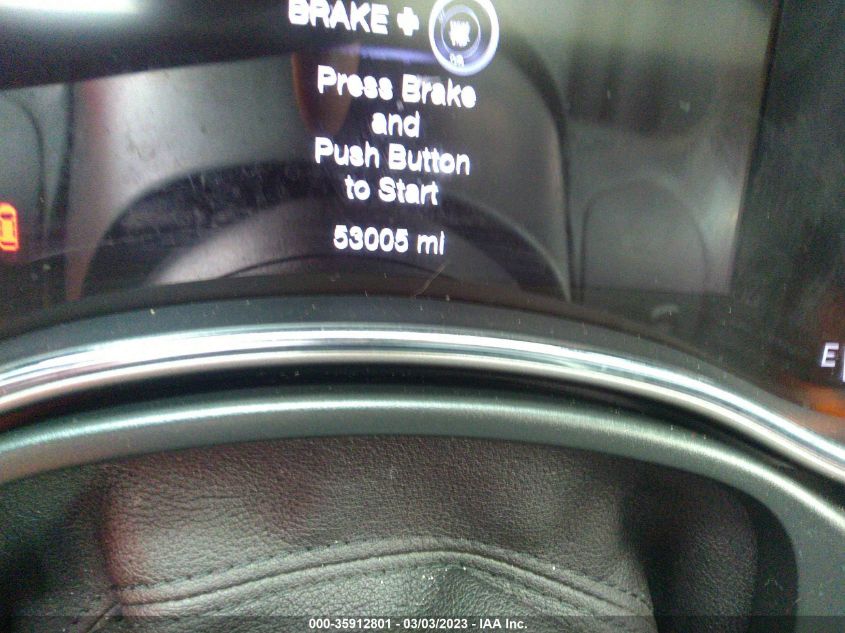 BRAKE +
Press Brake
and
Push Button
to Start
53005 mi
E
000-35912801 - 03/03/2023 - IAA Inc.